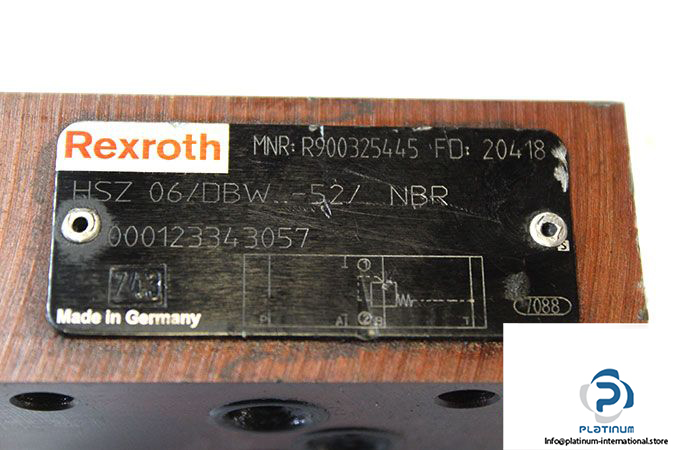 Rexroth MNR: R900325445 FD: 20418
HSZ 06/DBW..-52/ NBR
000123343057
743
I
P A B T
Made in Germany
7088
S
P
PLATINUM
info@platinum-international.store